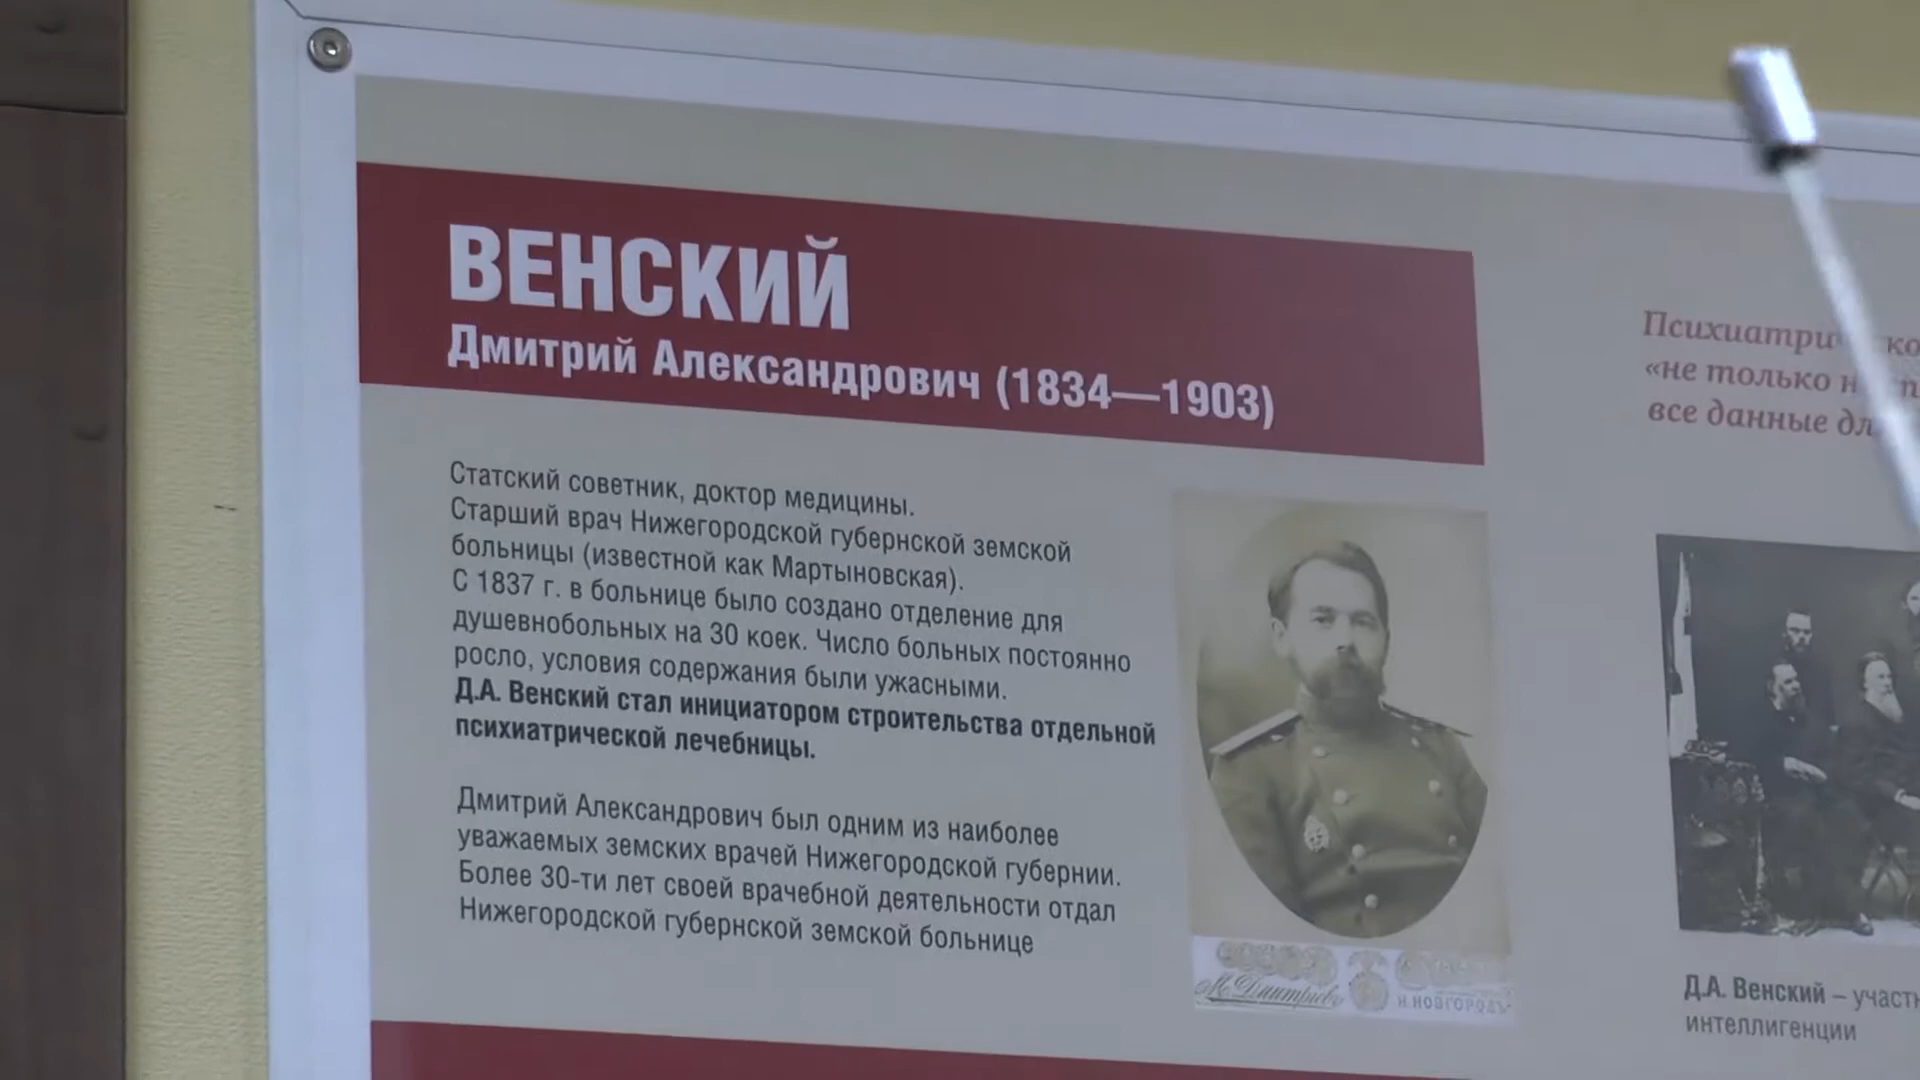 ВЕНСКИЙ
Дмитрий Александрович (1834—1903)
Статский советник, доктор медицины.
Старший врач Нижегородской губернской земской
больницы (известной как Мартыновская).
С 1837 г. в больнице было создано отделение для
душевнобольных на 30 коек. Число больных постоянно
росло, условия содержания были ужасными.
Д.А. Венский стал инициатором строительства отдельной
психиатрической лечебницы.
Дмитрий Александрович был одним из наиболее
уважаемых земских врачей Нижегородской губернии.
Более 30-ти лет своей врачебной деятельности отдал
Нижегородской губернской земской больнице
М. Дмитриев
Н. НОВГОРОДЪ
«не только
все данные
Д.А. Венский –
интеллигенции